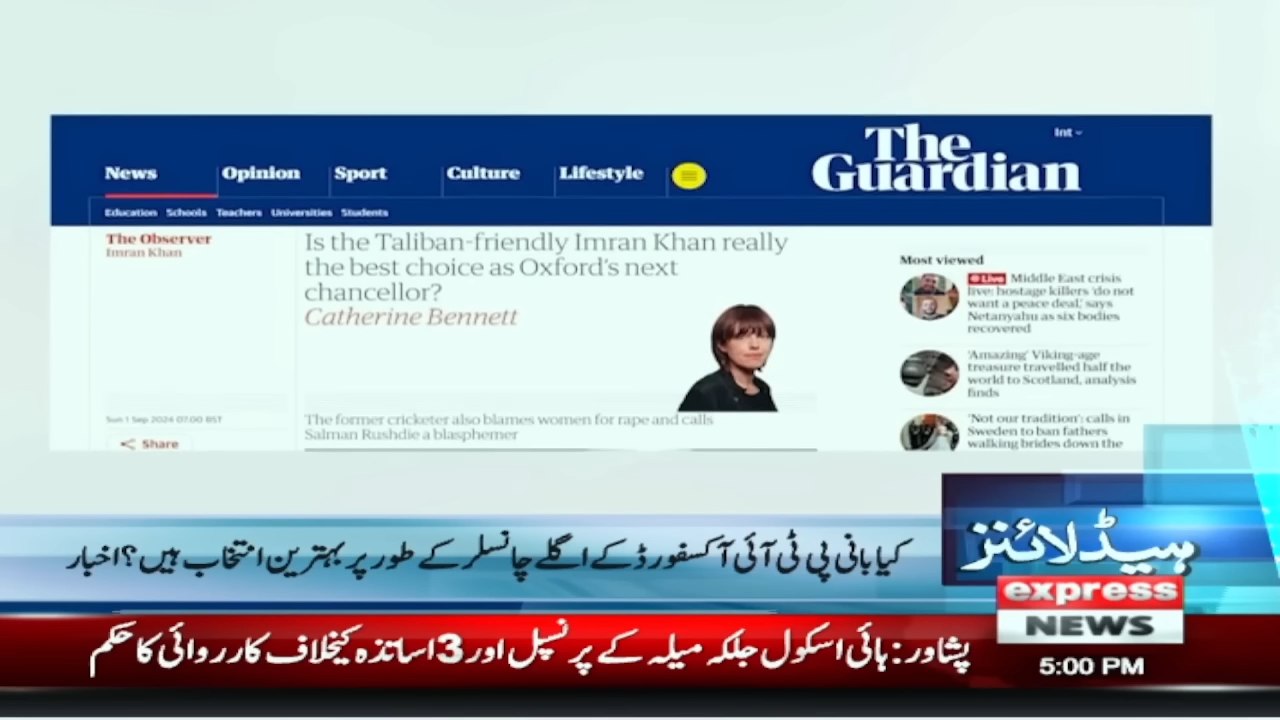 The
Guardian
Int
News Opinion Sport Culture Lifestyle
Education Schools Teachers Universities Students
The Observer
Imran Khan
Is the Taliban-friendly Imran Khan really
the best choice as Oxford's next
chancellor?
Catherine Bennett
The former cricketer also blames women for rape and calls
Salman Rushdie a blasphemer
Sun 1 Sep 2024 07.00 BST
Share
Most viewed
Live Middle East crisis
live: hostage killers 'do not
want a peace deal,' says
Netanyahu as six bodies
recovered
'Amazing' Viking-age
treasure travelled half the
world to Scotland, analysis
finds
'Not our tradition': calls in
Sweden to ban fathers
walking brides down the
ہیڈلائنز
کیا بانی پی ٹی آئی آکسفورڈ کے اگلے چانسلر کے طور پر بہترین انتخاب ہیں؟ اخبار
express
NEWS
5:00 PM
پشاور: ہائی اسکول جلکہ میلہ کے پرنسپل اور 3 اساتذہ کیخلاف کارروائی کا حکم